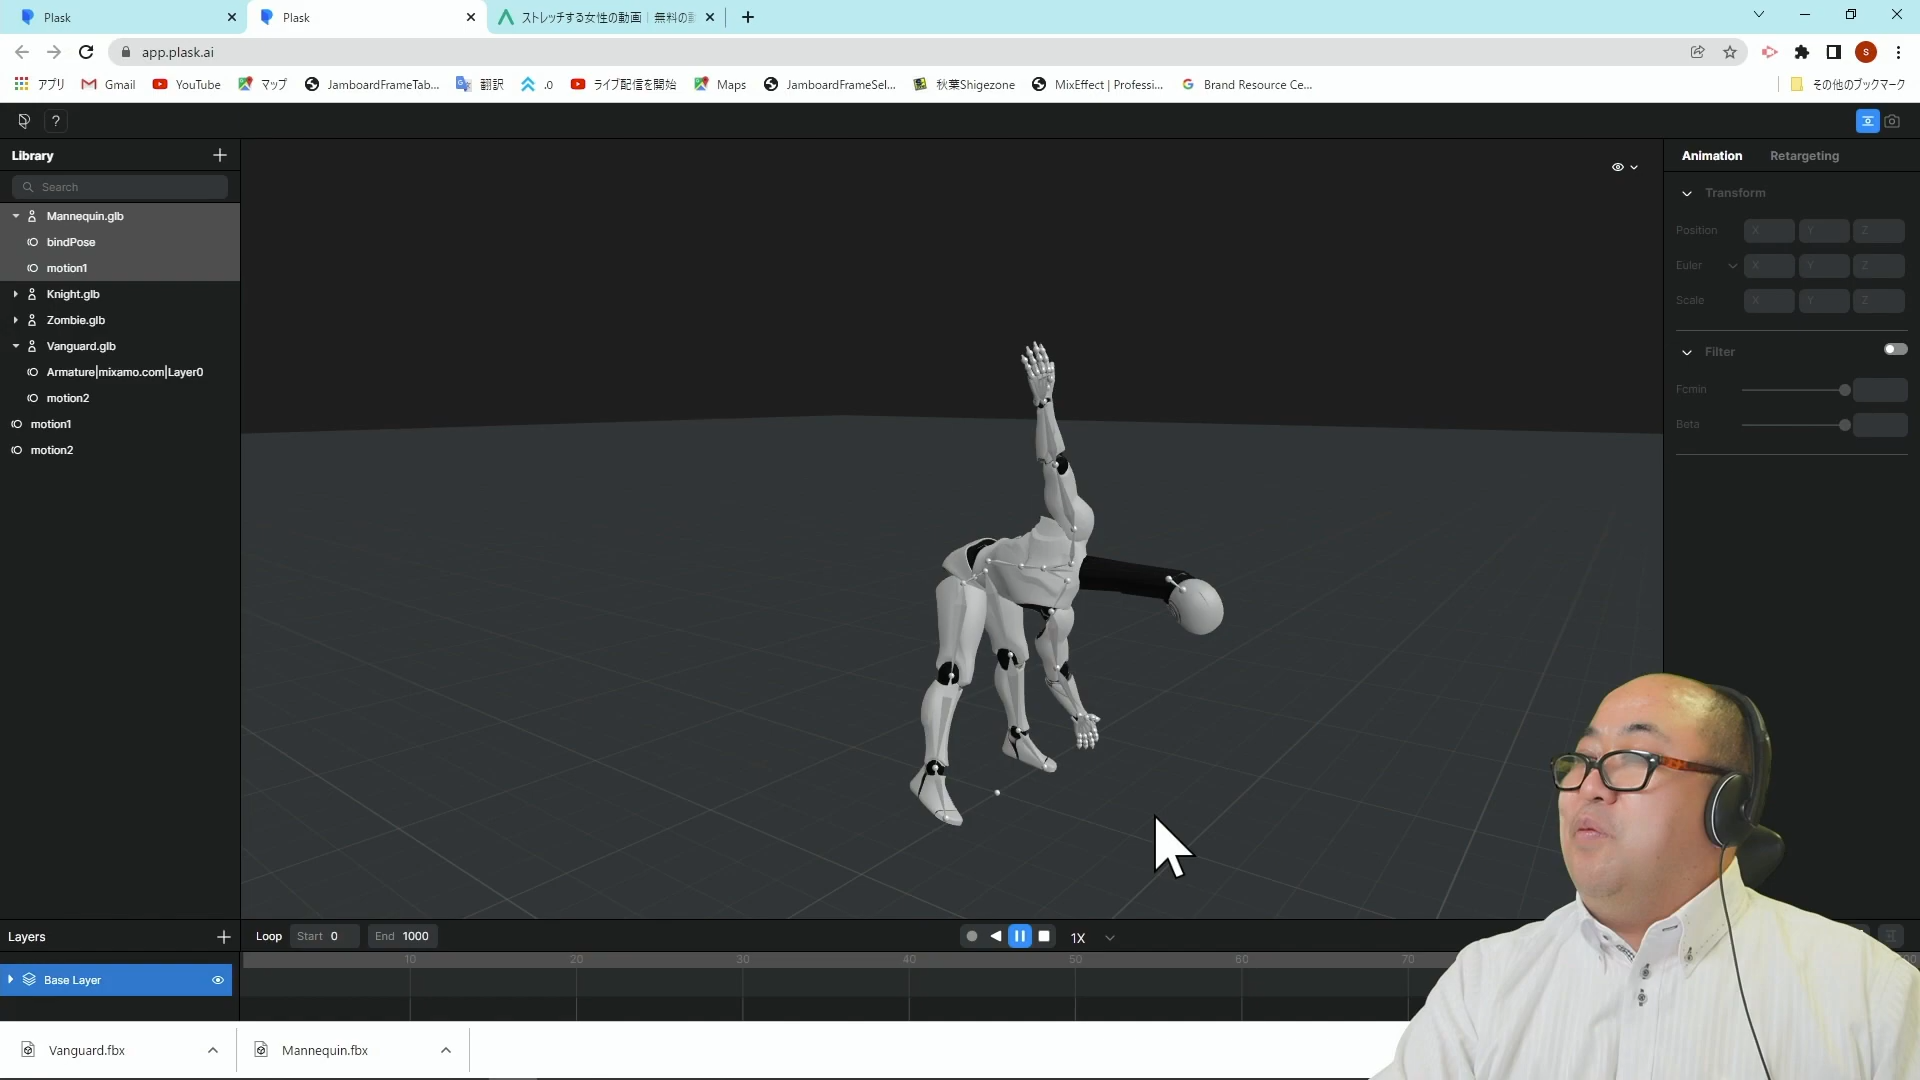 Plask
Plask
ストレッチする女性の動画｜無料の
app.plask.ai
S
アプリ
Gmail
YouTube
マップ
JamboardFrameTab...
翻訳
.0
ライブ配信を開始
Maps
JamboardFrameSel...
秋葉Shigezone
MixEffect | Professi...
Brand Resource Ce...
その他のブックマーク
?
Library
Search
Mannequin.glb
bindPose
motion1
Knight.glb
Zombie.glb
Vanguard.glb
Armature|mixamo.com|Layer0
motion2
motion1
motion2
Animation
Retargeting
Transform
Position X Y Z
Euler X Y Z
Scale X Y Z
Filter
Fcmin
Beta
Layers
Loop Start 0 End 1000
1X
10 20 30 40 50 60 70
Base Layer
Vanguard.fbx
Mannequin.fbx